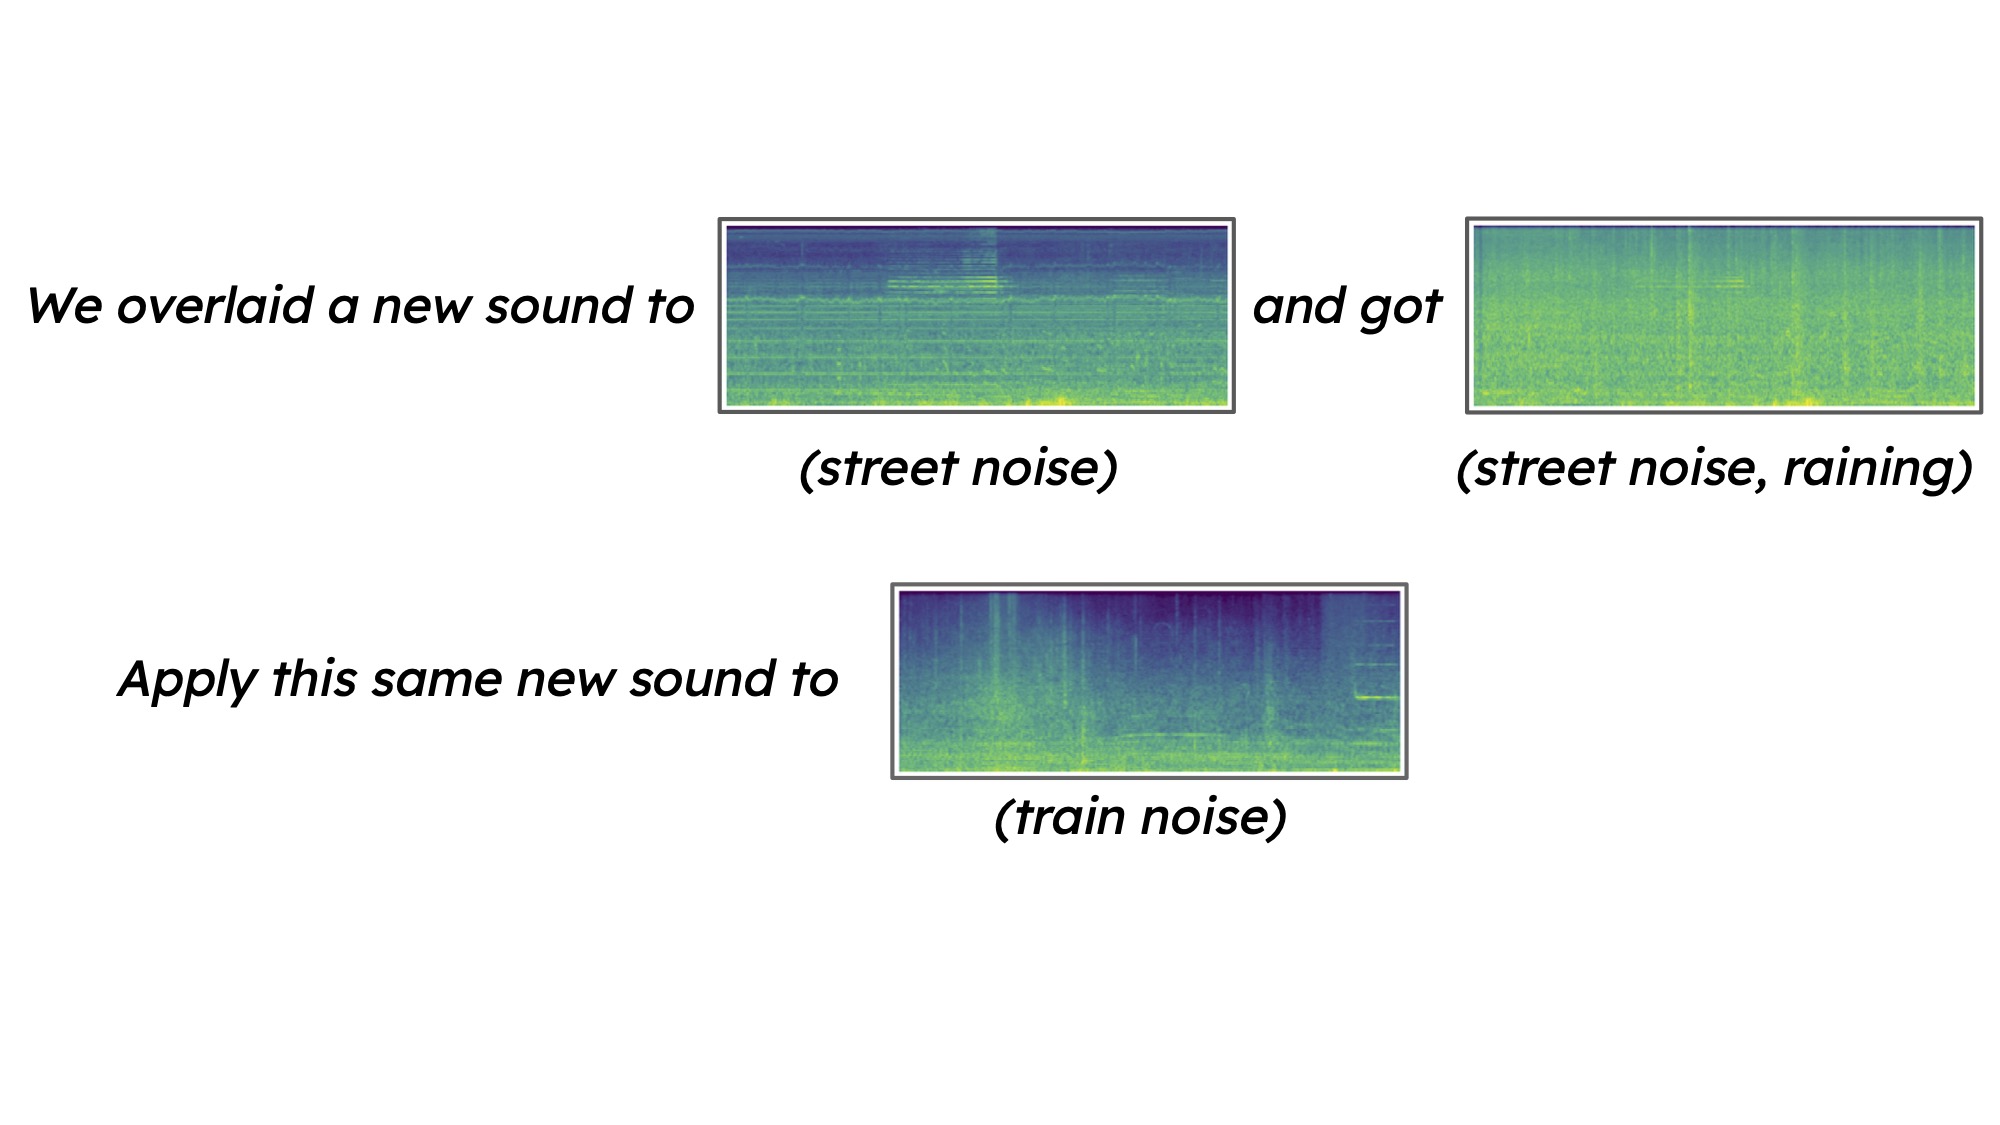 We overlaid a new sound to
and got
(street noise)
(street noise, raining)
Apply this same new sound to
(train noise)